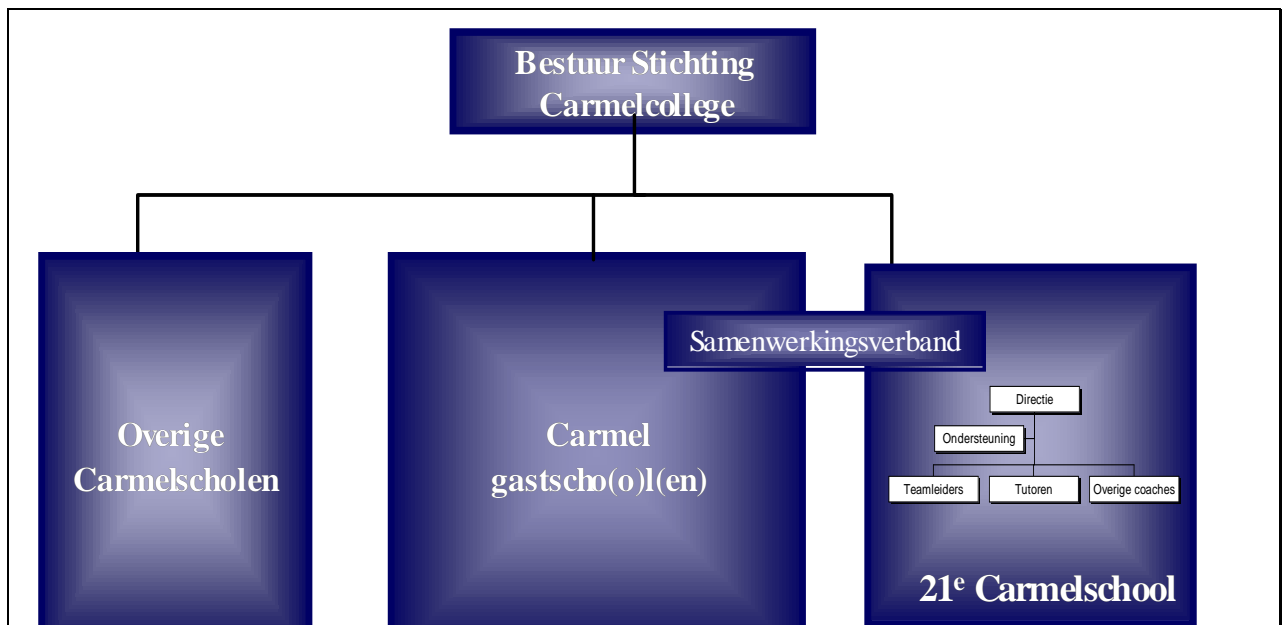 Bestuur Stichting
Carmelcollege
Samenwerkingsverband
Overige
Carmelscholen
Carmel
gastscho(o)l(en)
Directie
Ondersteuning
Teamleiders
Tutoren
Overige coaches
21e Carmelschool